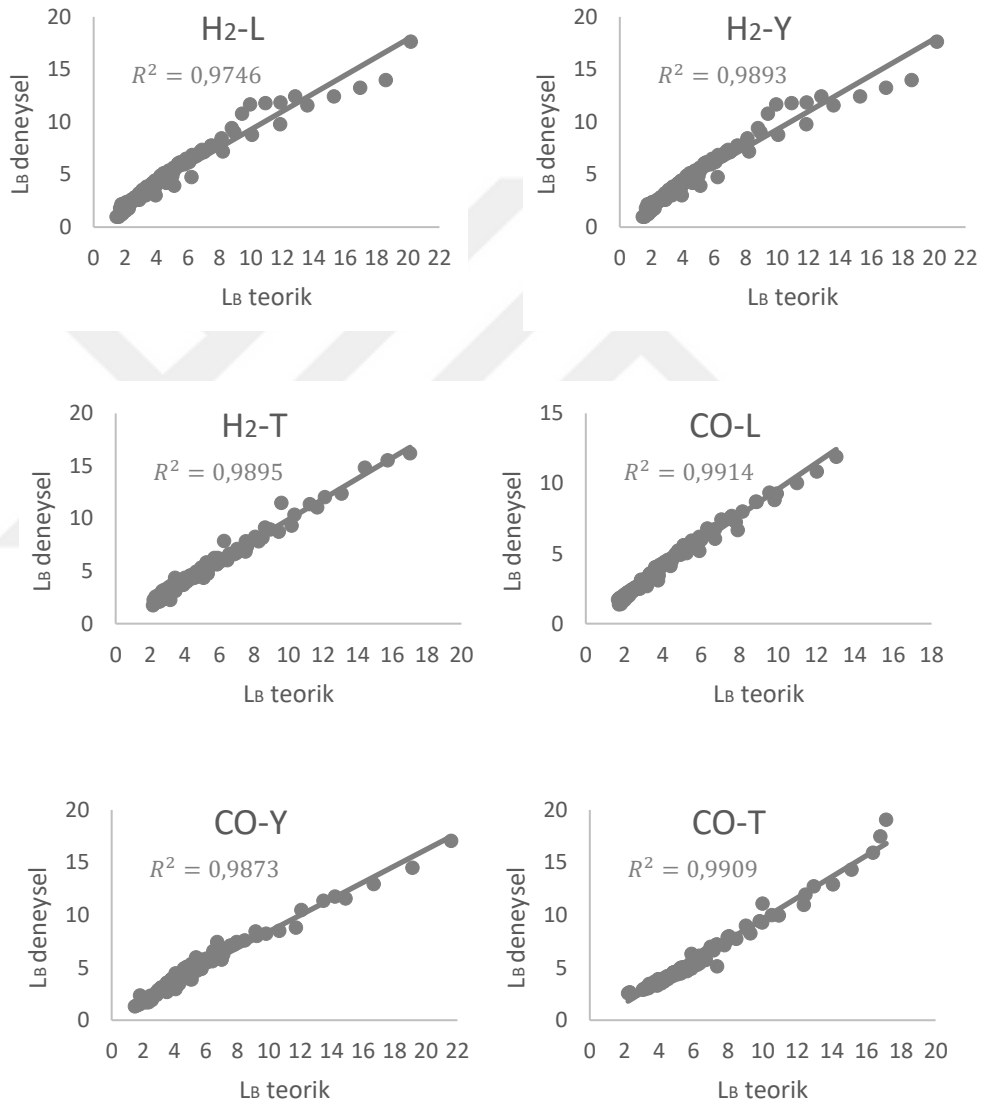 H2-L
R² = 0,9746
20
15
10
5
0
LB deneysel
0 2 4 6 8 10 12 14 16 18 20 22
LB teorik
H2-Y
R² = 0,9893
20
15
10
5
0
LB deneysel
0 2 4 6 8 10 12 14 16 18 20 22
LB teorik
H2-T
R² = 0,9895
20
15
10
5
0
LB deneysel
0 2 4 6 8 10 12 14 16 18 20
LB teorik
CO-L
R² = 0,9914
15
10
5
0
LB deneysel
0 2 4 6 8 10 12 14 16 18
LB teorik
CO-Y
R² = 0,9873
20
15
10
5
0
LB deneysel
0 2 4 6 8 10 12 14 16 18 20 22
LB teorik
CO-T
R² = 0,9909
20
15
10
5
0
LB deneysel
0 2 4 6 8 10 12 14 16 18 20
LB teorik